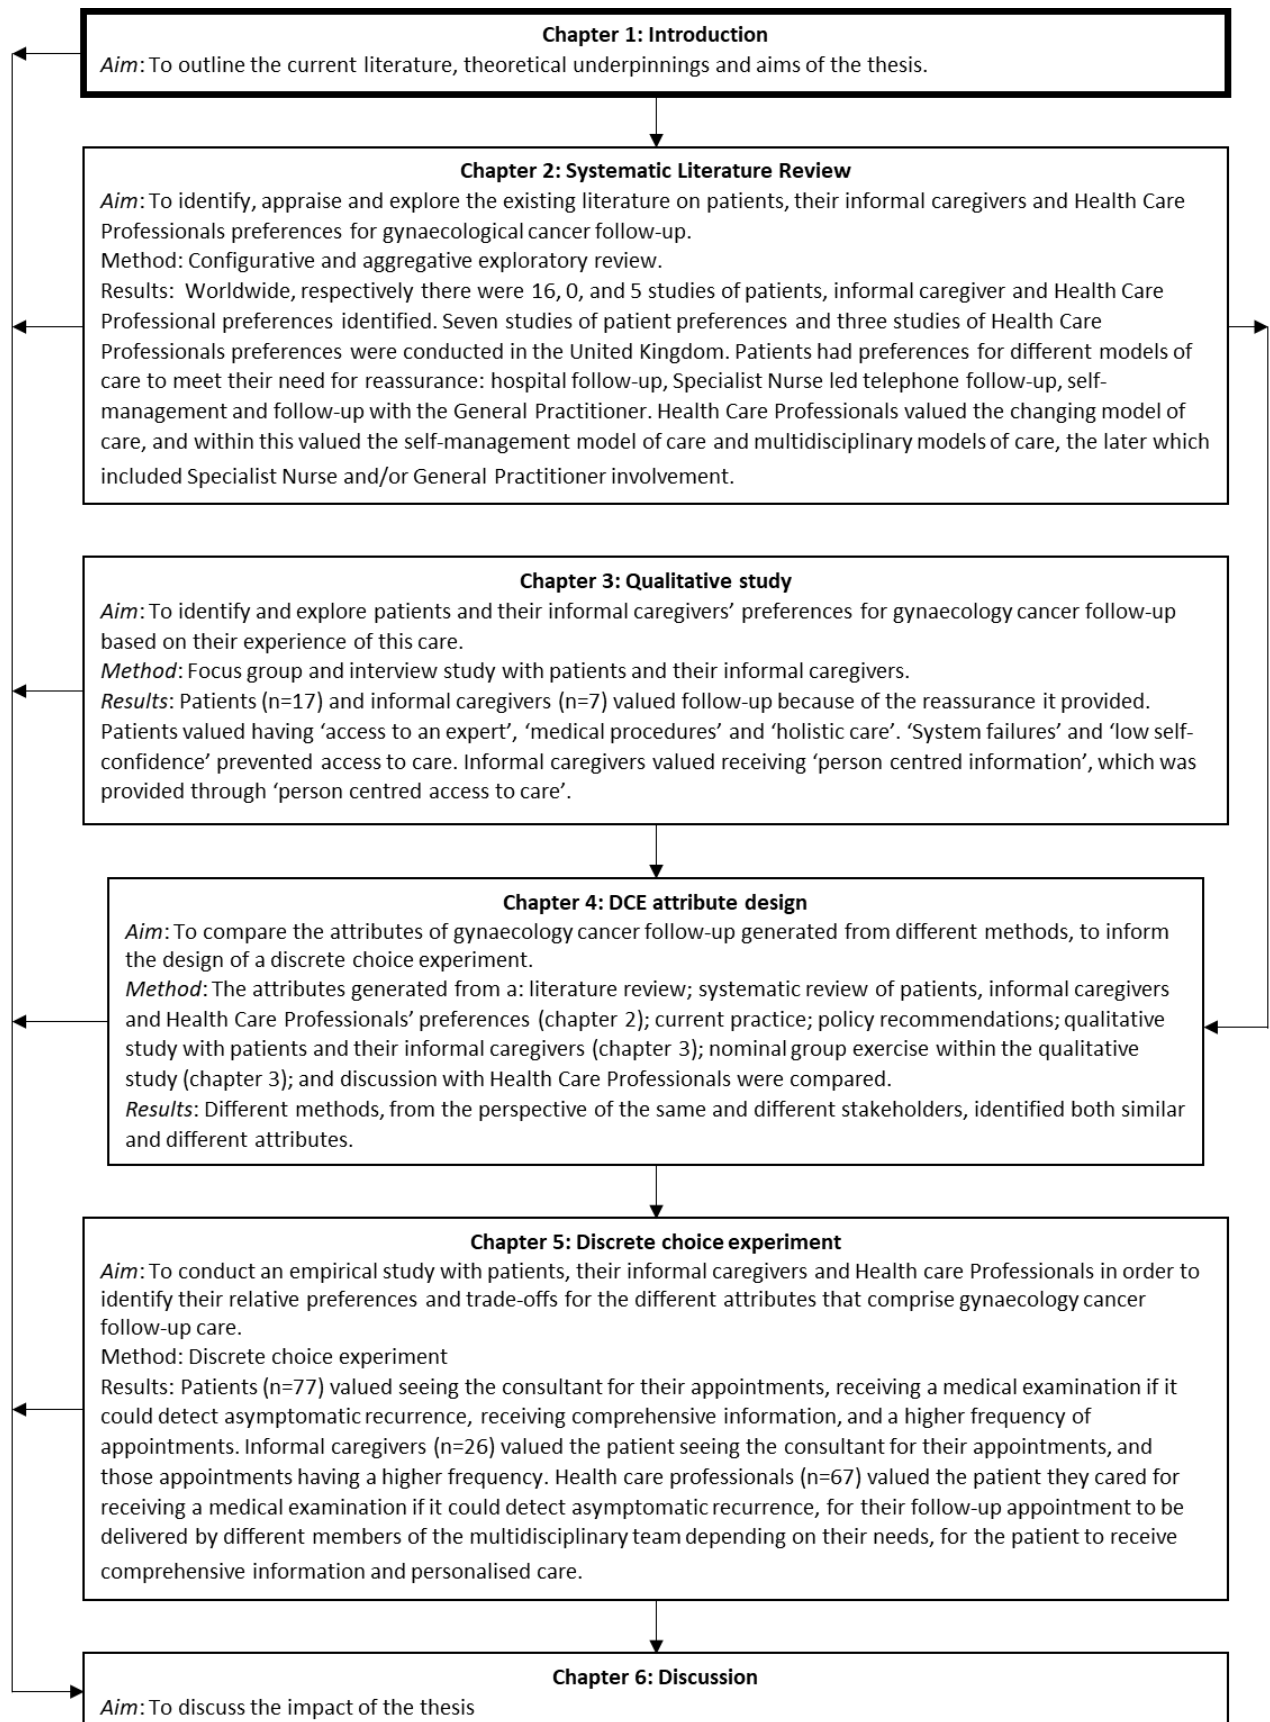 Chapter 1: Introduction
Aim: To outline the current literature, theoretical underpinnings and aims of the thesis.
Chapter 2: Systematic Literature Review
Aim: To identify, appraise and explore the existing literature on patients, their informal caregivers and Health Care
Professionals preferences for gynaecological cancer follow-up.
Method: Configurative and aggregative exploratory review.
Results: Worldwide, respectively there were 16, 0, and 5 studies of patients, informal caregiver and Health Care
Professional preferences identified. Seven studies of patient preferences and three studies of Health Care
Professionals preferences were conducted in the United Kingdom. Patients had preferences for different models of
care to meet their need for reassurance: hospital follow-up, Specialist Nurse led telephone follow-up, self-
management and follow-up with the General Practitioner. Health Care Professionals valued the changing model of
care, and within this valued the self-management model of care and multidisciplinary models of care, the later which
included Specialist Nurse and/or General Practitioner involvement.
Chapter 3: Qualitative study
Aim: To identify and explore patients and their informal caregivers’ preferences for gynaecology cancer follow-up
based on their experience of this care.
Method: Focus group and interview study with patients and their informal caregivers.
Results: Patients (n=17) and informal caregivers (n=7) valued follow-up because of the reassurance it provided.
Patients valued having ‘access to an expert’, ‘medical procedures’ and ‘holistic care’. ‘System failures’ and ‘low self-
confidence’ prevented access to care. Informal caregivers valued receiving ‘person centred information’, which was
provided through ‘person centred access to care’.
Chapter 4: DCE attribute design
Aim: To compare the attributes of gynaecology cancer follow-up generated from different methods, to inform
the design of a discrete choice experiment.
Method: The attributes generated from a: literature review; systematic review of patients, informal caregivers
and Health Care Professionals’ preferences (chapter 2); current practice; policy recommendations; qualitative
study with patients and their informal caregivers (chapter 3); nominal group exercise within the qualitative
study (chapter 3); and discussion with Health Care Professionals were compared.
Results: Different methods, from the perspective of the same and different stakeholders, identified both similar
and different attributes.
Chapter 5: Discrete choice experiment
Aim: To conduct an empirical study with patients, their informal caregivers and Health care Professionals in order to
identify their relative preferences and trade-offs for the different attributes that comprise gynaecology cancer
follow-up care.
Method: Discrete choice experiment
Results: Patients (n=77) valued seeing the consultant for their appointments, receiving a medical examination if it
could detect asymptomatic recurrence, receiving comprehensive information, and a higher frequency of
appointments. Informal caregivers (n=26) valued the patient seeing the consultant for their appointments, and
those appointments having a higher frequency. Health care professionals (n=67) valued the patient they cared for
receiving a medical examination if it could detect asymptomatic recurrence, for their follow-up appointment to be
delivered by different members of the multidisciplinary team depending on their needs, for the patient to receive
comprehensive information and personalised care.
Chapter 6: Discussion
Aim: To discuss the impact of the thesis